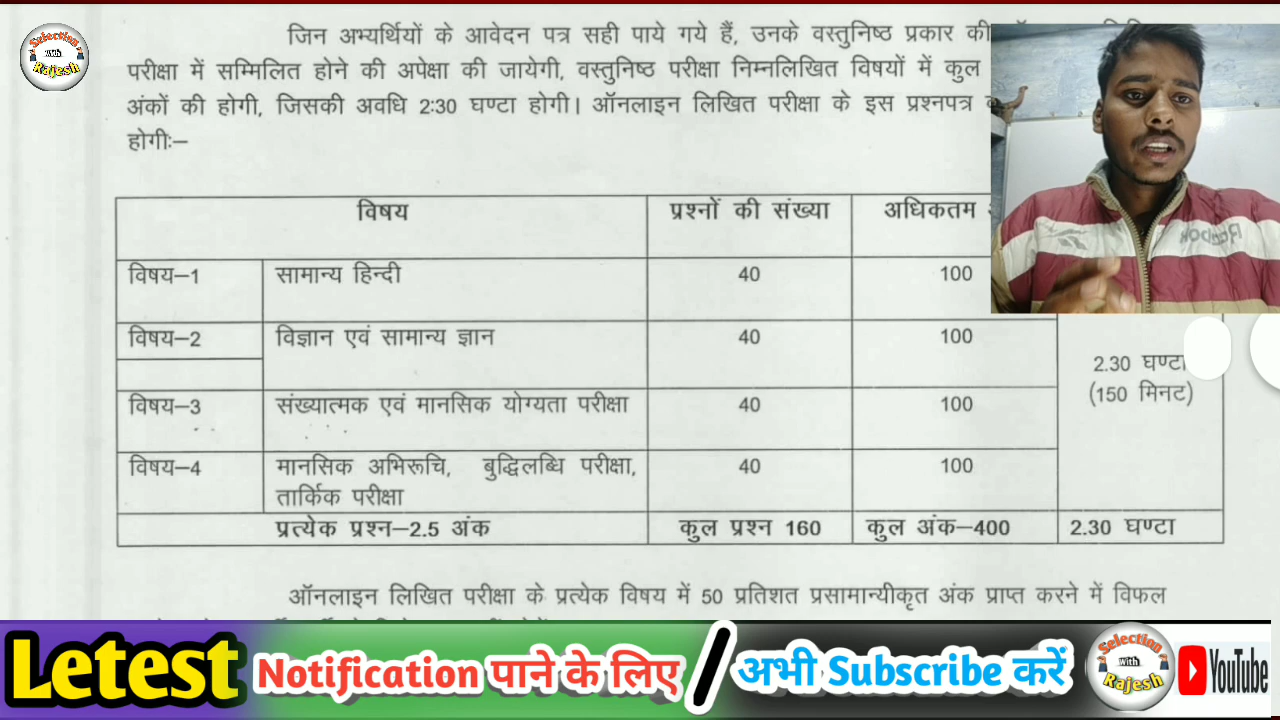 Selection
With
Rajesh
जिन अभ्यर्थियों के आवेदन पत्र सही पाये गये हैं, उनके वस्तुनिष्ठ प्रकार की
परीक्षा में सम्मिलित होने की अपेक्षा की जायेगी, वस्तुनिष्ठ परीक्षा निम्नलिखित विषयों में कुल
अंकों की होगी, जिसकी अवधि 2:30 घण्टा होगी। ऑनलाइन लिखित परीक्षा के इस प्रश्नपत्र
होगीः–
विषय प्रश्नों की संख्या अधिकतम
विषय–1 सामान्य हिन्दी 40 100
विषय–2 विज्ञान एवं सामान्य ज्ञान 40 100
2.30 घण्टा
(150 मिनट)
विषय–3 संख्यात्मक एवं मानसिक योग्यता परीक्षा 40 100
विषय–4 मानसिक अभिरूचि, बुद्धिलब्धि परीक्षा, 40 100
तार्किक परीक्षा
प्रत्येक प्रश्न–2.5 अंक कुल प्रश्न 160 कुल अंक–400 2.30 घण्टा
ऑनलाइन लिखित परीक्षा के प्रत्येक विषय में 50 प्रतिशत प्रसामान्यीकृत अंक प्राप्त करने में विफल
Letest Notification पाने के लिए / अभी Subscribe करें
Selection
With
Rajesh
YouTube
Reebok